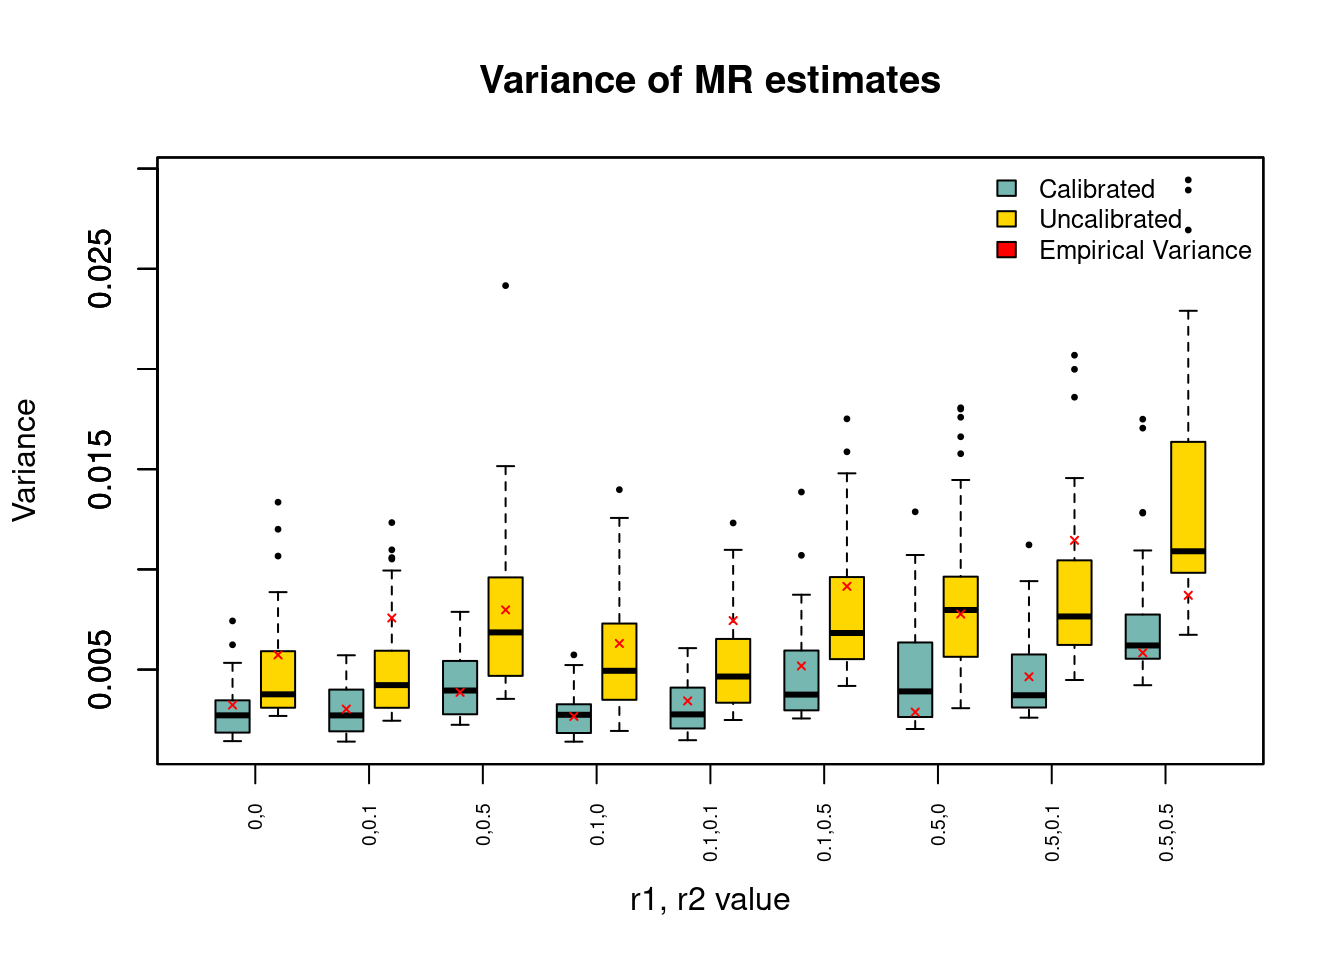 Variance of MR estimates
Calibrated
Uncalibrated
Empirical Variance
Variance
0.025
0.015
0.005
0,0
0,0.1
0,0.5
0.1,0
0.1,0.1
0.1,0.5
0.5,0
0.5,0.1
0.5,0.5
r1, r2 value